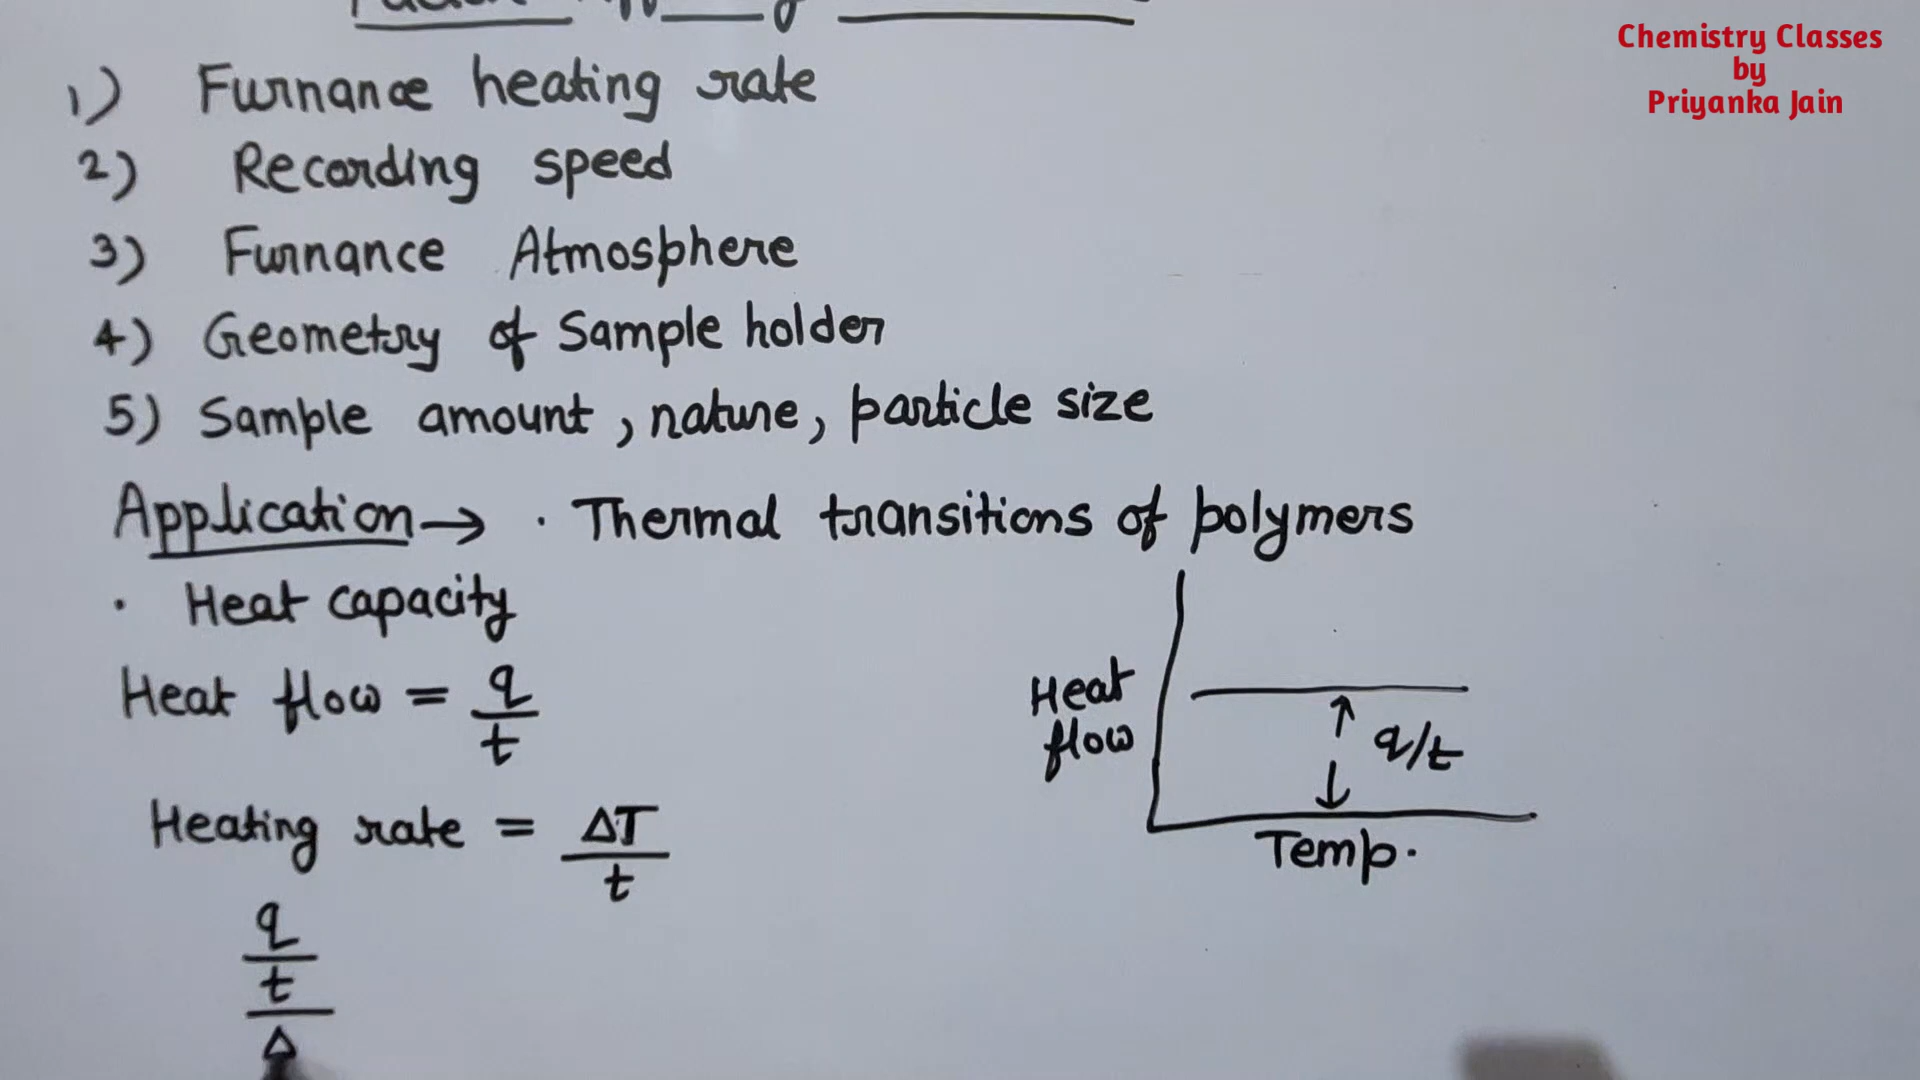 Chemistry Classes
by
Priyanka Jain
1) Furnance heating rate
2) Recording speed
3) Furnance Atmosphere
4) Geometry of Sample holder
5) Sample amount, nature, particle size
Application → · Thermal transitions of polymers
· Heat capacity
Heat flow = q/t
Heating rate = ΔT/t
q
t
Δ
Heat
flow
q/t
Temp.